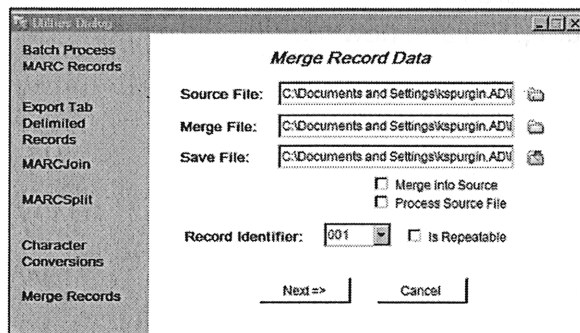 Utilities Dialog
Batch Process
MARC Records
Export Tab
Delimited
Records
MARCJoin
MARCSplit
Character
Conversions
Merge Records
Merge Record Data
Source File: C:\Documents and Settings\kspurgin.AD\
Merge File: C:\Documents and Settings\kspurgin.AD\
Save File: C:\Documents and Settings\kspurgin.AD\
Merge into Source
Process Source File
Record Identifier: 001 Is Repeatable
Next => Cancel